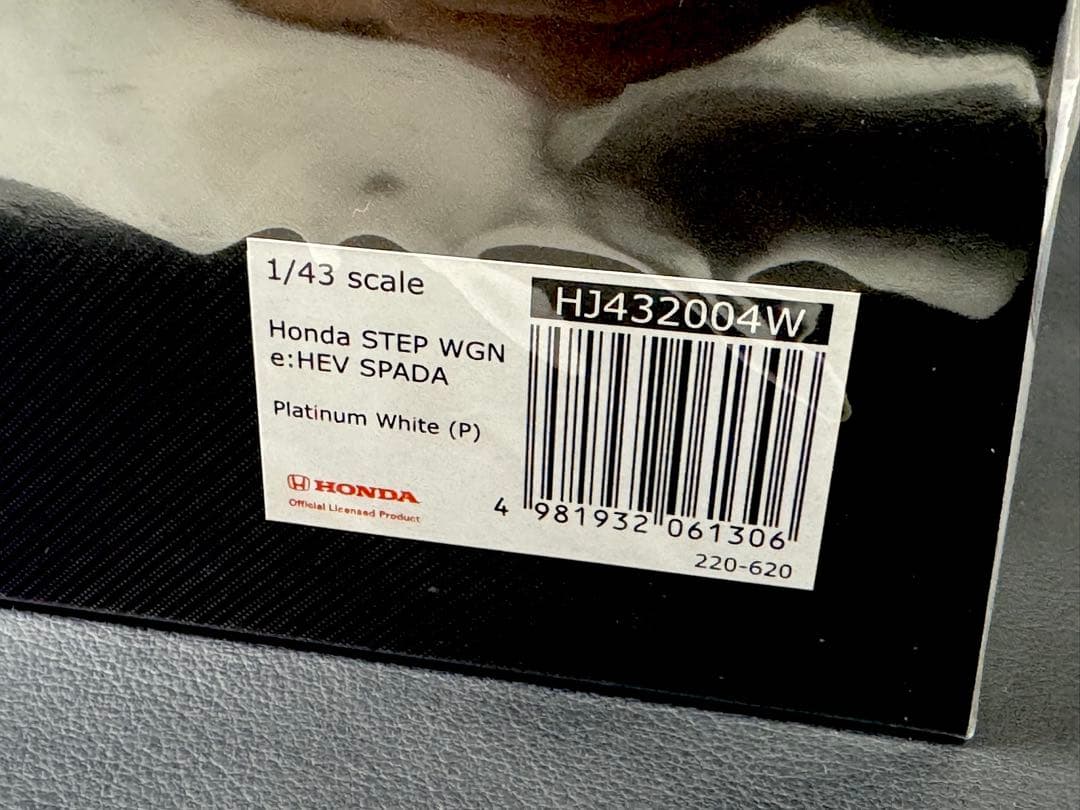 1/43 scale
HJ432004W
Honda STEP WGN
e:HEV SPADA
Platinum White (P)
HONDA
Official Licensed Product
4 981932 061306
220-620